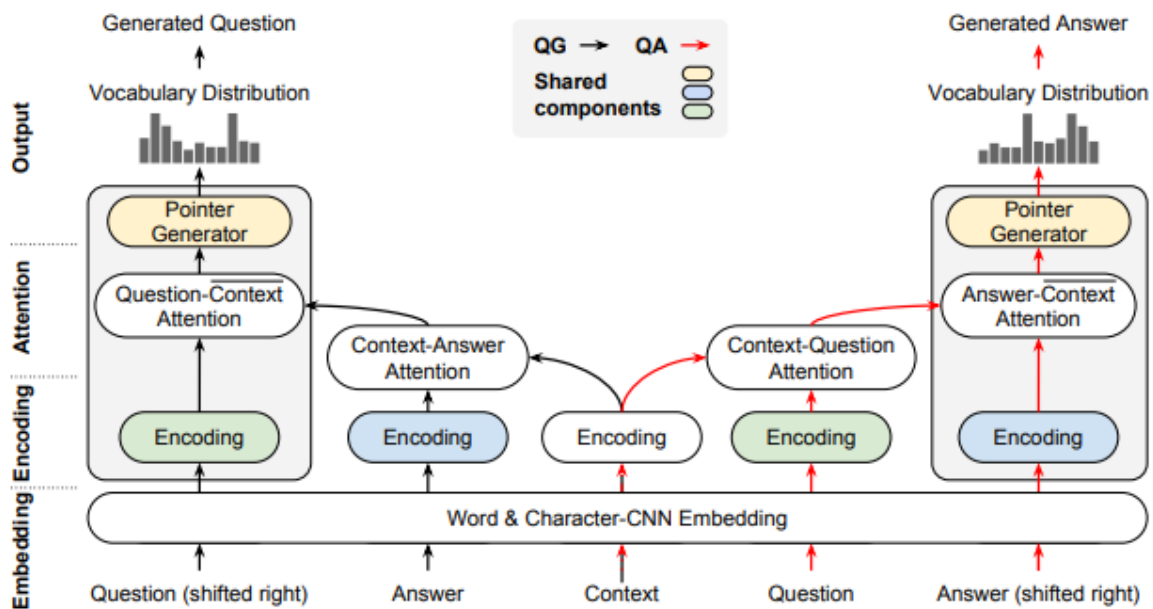 Generated Question
Generated Answer
QG QA
Shared
components
Vocabulary Distribution
Vocabulary Distribution
Output
Pointer
Generator
Pointer
Generator
Attention
Question-Context
Attention
Answer-Context
Attention
Context-Answer
Attention
Context-Question
Attention
Encoding
Encoding
Encoding
Encoding
Encoding
Encoding
Embedding
Word & Character-CNN Embedding
Question (shifted right)
Answer
Context
Question
Answer (shifted right)